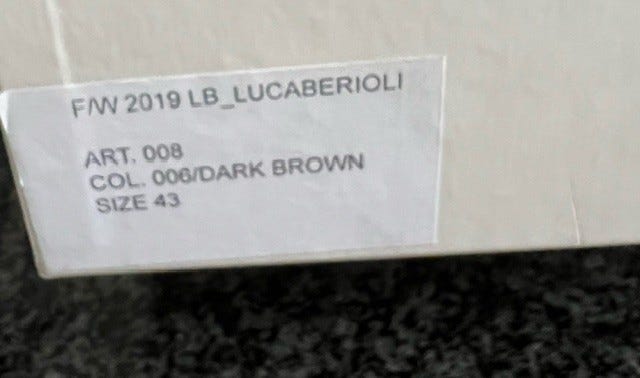 F/W 2019 LB_LUCABERIOLI
ART. 008
COL. 006/DARK BROWN
SIZE 43